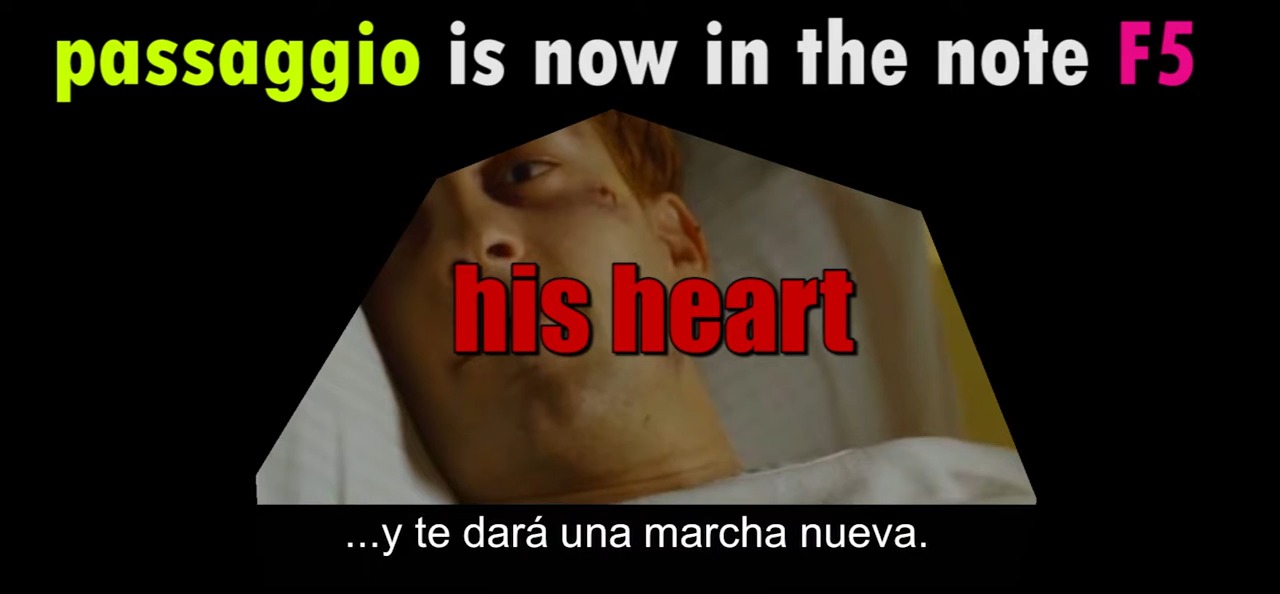 passaggio is now in the note F5
his heart
...y te dará una marcha nueva.